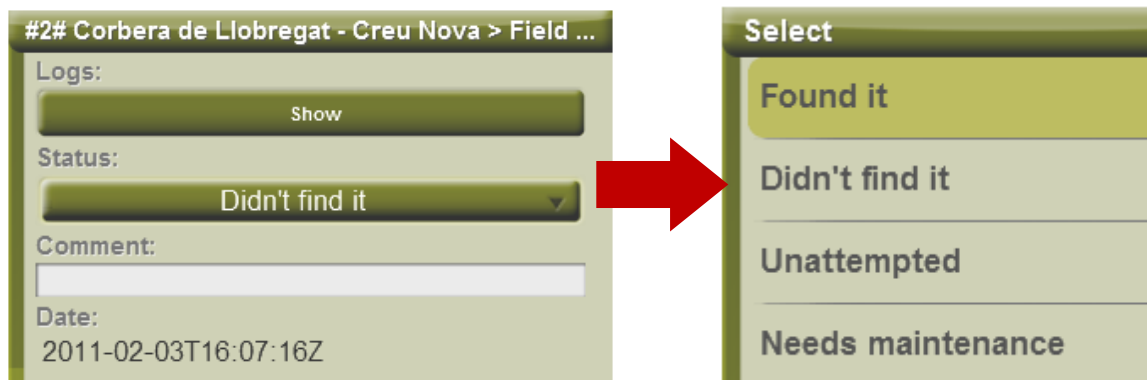 #2# Corbera de Llobregat - Creu Nova > Field ...
Logs:
Show
Status:
Didn't find it
Comment:
Date:
2011-02-03T16:07:16Z
Select
Found it
Didn't find it
Unattempted
Needs maintenance